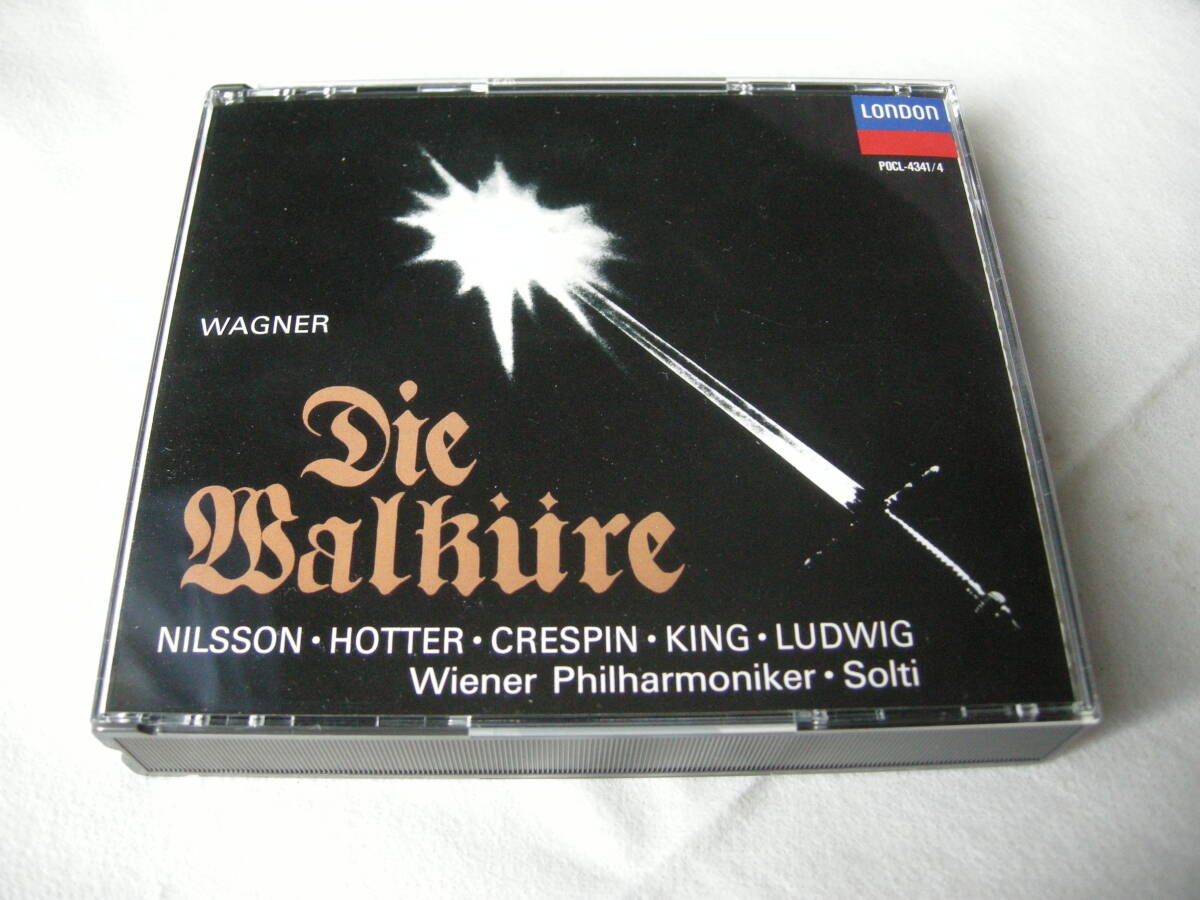 LONDON
POCL-4341/4
WAGNER
Die
Walküre
NILSSON · HOTTER · CRESPIN · KING · LUDWIG
Wiener Philharmoniker · Solti